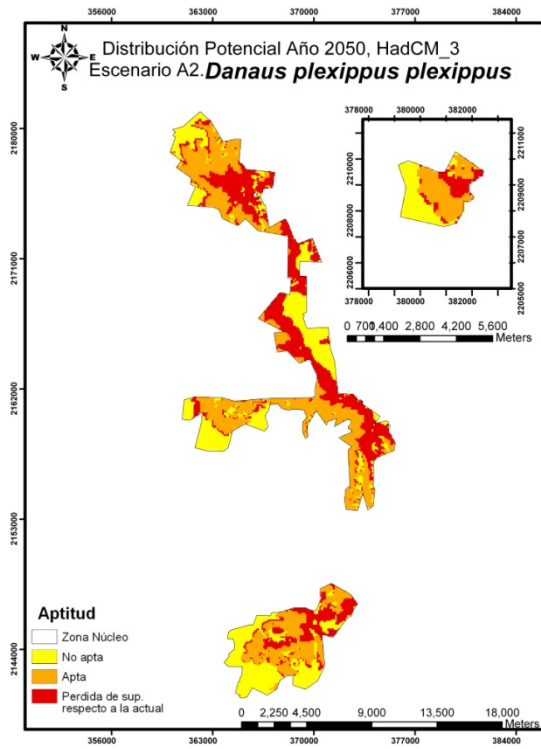 356000 363000 370000 377000 384000
N
W E
S
Distribución Potencial Año 2050, HadCM_3
Escenario A2. Danaus plexippus plexippus
378000 380000 382000
2180000
2171000
2162000
2153000
2144000
2211000
2210000
2209000
2208000
2207000
2206000
2205000
2210000
2208000
2206000
378000 380000 382000
0 700 1,400 2,800 4,200 5,600
Meters
Aptitud
Zona Núcleo
No apta
Apta
Perdida de sup.
respecto a la actual
0 2,250 4,500 9,000 13,500 18,000
Meters
356000 363000 370000 377000 384000